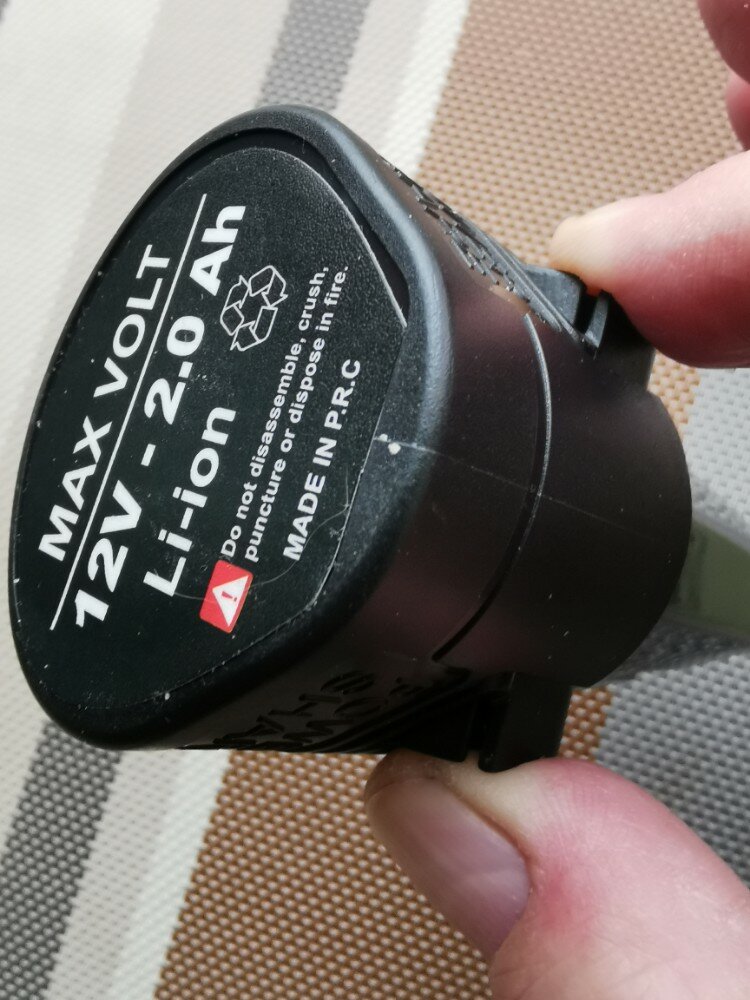 MAX VOLT
12V - 2.0 Ah
Li-ion
Do not disassemble, crush,
puncture or dispose in fire.
MADE IN P.R.C